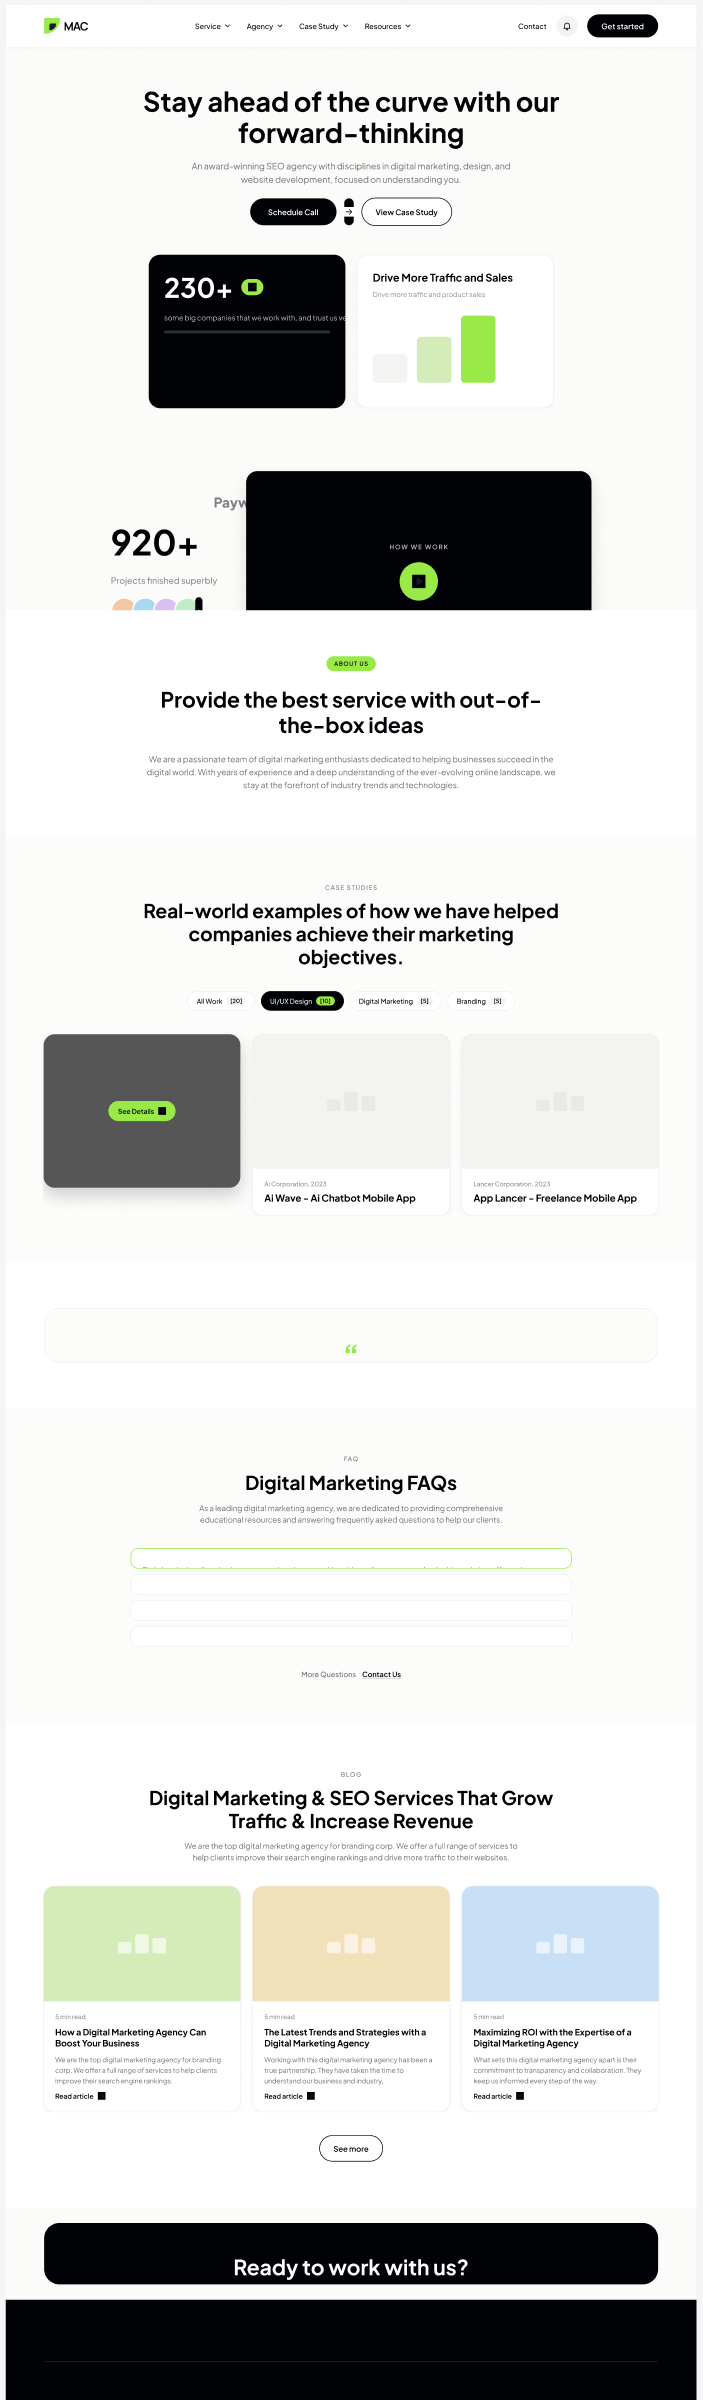 MAC
Service
Agency
Case Study
Resources
Contact
Get started
Stay ahead of the curve with our
forward-thinking
An award-winning SEO agency with disciplines in digital marketing, design, and
website development, focused on understanding you.
Schedule Call
View Case Study
230+
some big companies that we work with, and trust us
Drive More Traffic and Sales
Drive more traffic and product sales
920+
Projects finished superbly
HOW WE WORK
ABOUT US
Provide the best service with out-of-
the-box ideas
We are a passionate team of digital marketing enthusiasts dedicated to helping businesses succeed in the
digital world. With years of experience and a deep understanding of the ever-evolving online landscape, we
stay at the forefront of industry trends and technologies.
CASE STUDIES
Real-world examples of how we have helped
companies achieve their marketing
objectives.
All Work [20]
UI/UX Design [10]
Digital Marketing [5]
Branding [5]
See Details
Ai Corporation. 2023
Ai Wave - Ai Chatbot Mobile App
Lancer Corporation. 2023
App Lancer - Freelance Mobile App
“
FAQ
Digital Marketing FAQs
As a leading digital marketing agency, we are dedicated to providing comprehensive
educational resources and answering frequently asked questions to help our clients.
More Questions Contact Us
BLOG
Digital Marketing & SEO Services That Grow
Traffic & Increase Revenue
We are the top digital marketing agency for branding corp. We offer a full range of services to
help clients improve their search engine rankings and drive more traffic to their websites.
5 min read
How a Digital Marketing Agency Can
Boost Your Business
We are the top digital marketing agency for branding
corp. We offer a full range of services to help clients
improve their search engine rankings.
Read article
5 min read
The Latest Trends and Strategies with a
Digital Marketing Agency
Working with this digital marketing agency has been a
true partnership. They have taken the time to
understand our business and industry.
Read article
5 min read
Maximizing ROI with the Expertise of a
Digital Marketing Agency
What sets this digital marketing agency apart is their
commitment to transparency and collaboration. They
keep us informed every step of the way.
Read article
See more
Ready to work with us?